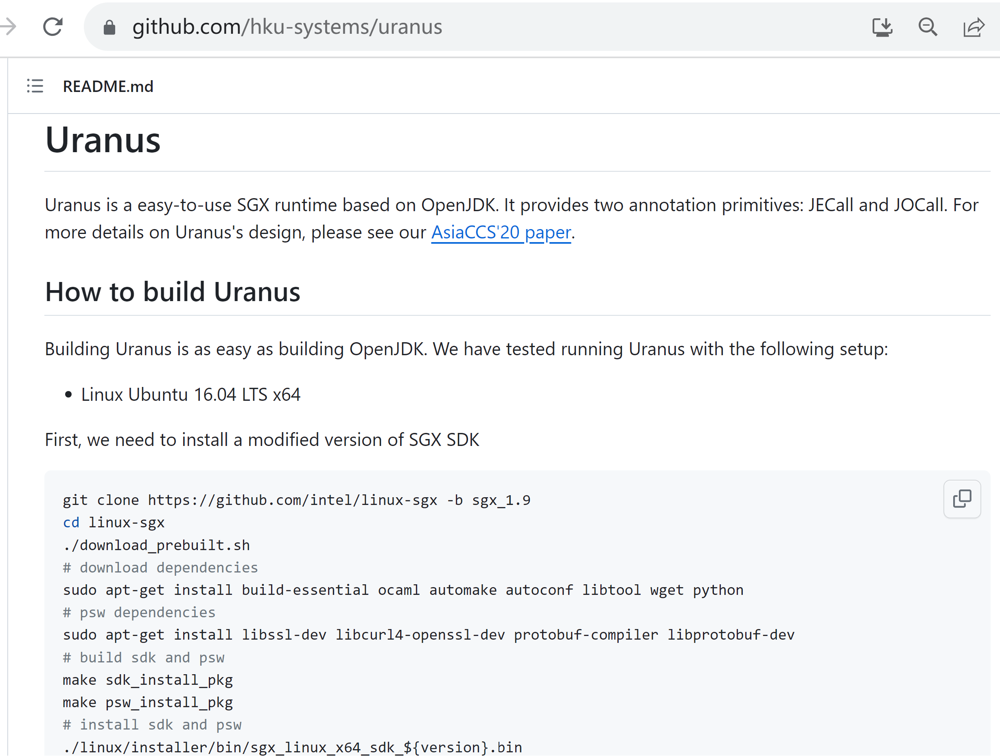 github.com/hku-systems/uranus
README.md
Uranus
Uranus is a easy-to-use SGX runtime based on OpenJDK. It provides two annotation primitives: JECall and JOCall. For
more details on Uranus's design, please see our AsiaCCS'20 paper.
How to build Uranus
Building Uranus is as easy as building OpenJDK. We have tested running Uranus with the following setup:
• Linux Ubuntu 16.04 LTS x64
First, we need to install a modified version of SGX SDK
git clone https://github.com/intel/linux-sgx -b sgx_1.9
cd linux-sgx
./download_prebuilt.sh
# download dependencies
sudo apt-get install build-essential ocaml automake autoconf libtool wget python
# psw dependencies
sudo apt-get install libssl-dev libcurl4-openssl-dev protobuf-compiler libprotobuf-dev
# build sdk and psw
make sdk_install_pkg
make psw_install_pkg
# install sdk and psw
./linux/installer/bin/sgx_linux_x64_sdk_${version}.bin